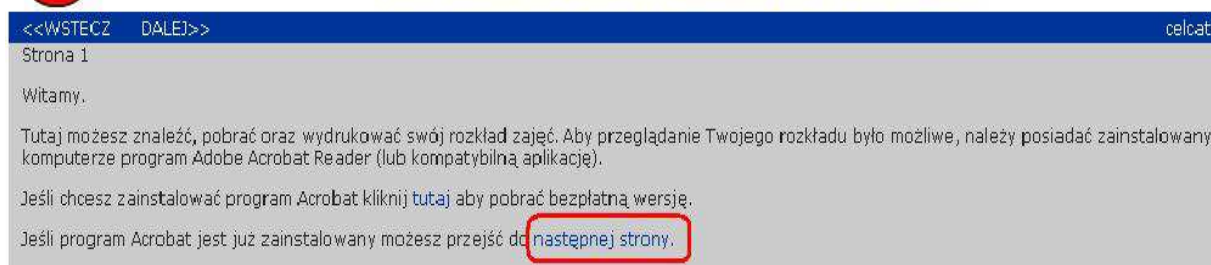 <<WSTECZ DALEJ>> celcat
Strona 1
Witamy.
Tutaj możesz znaleźć, pobrać oraz wydrukować swój rozkład zajęć. Aby przeglądanie Twojego rozkładu było możliwe, należy posiadać zainstalowany
komputerze program Adobe Acrobat Reader (lub kompatybilną aplikację).
Jeśli chcesz zainstalować program Acrobat kliknij tutaj aby pobrać bezpłatną wersję.
Jeśli program Acrobat jest już zainstalowany możesz przejść do następnej strony.